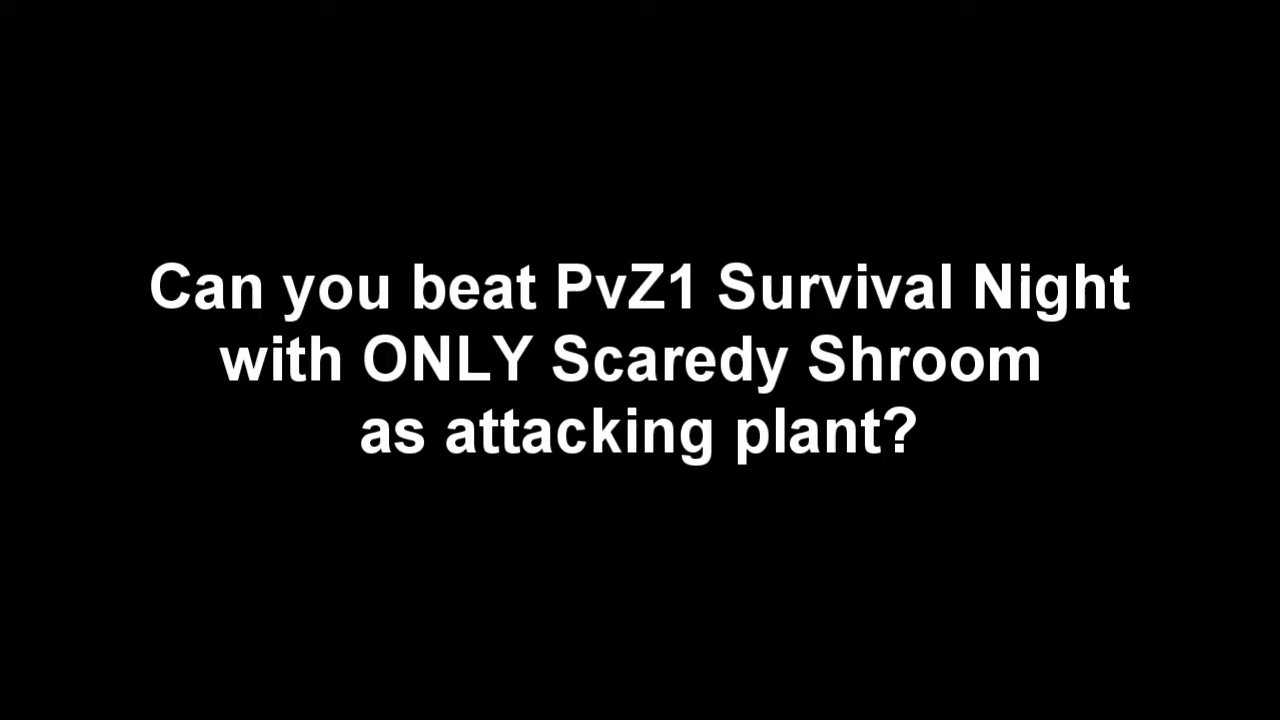 Can you beat PvZ1 Survival Night
with ONLY Scaredy Shroom
as attacking plant?